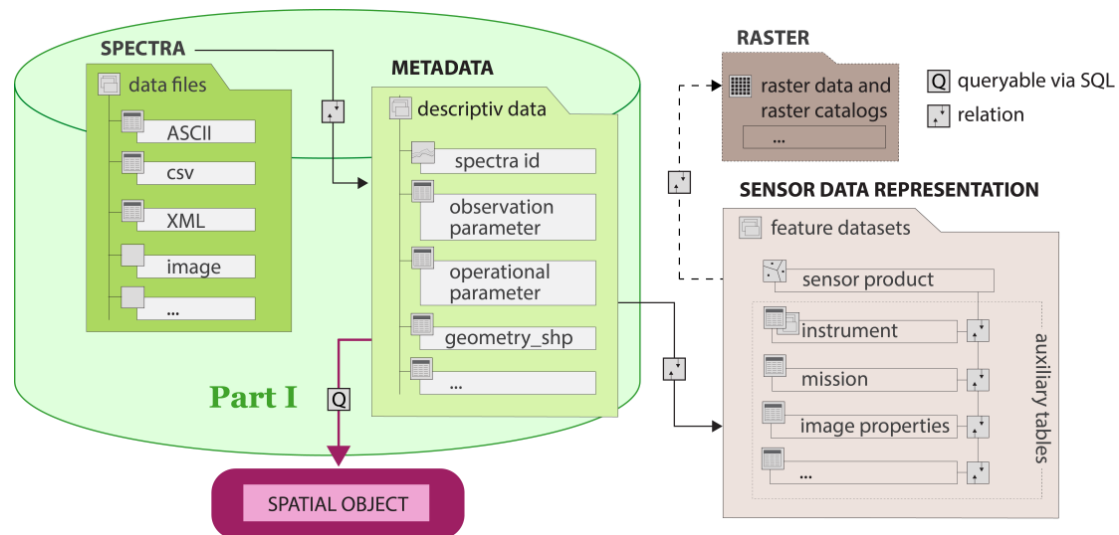 SPECTRA
data files
ASCII
csv
XML
image
...
METADATA
descriptiv data
spectra id
observation
parameter
operational
parameter
geometry_shp
...
Part I
Q
SPATIAL OBJECT
RASTER
raster data and
raster catalogs
...
Q queryable via SQL
relation
SENSOR DATA REPRESENTATION
feature datasets
sensor product
instrument
mission
image properties
...
auxiliary tables